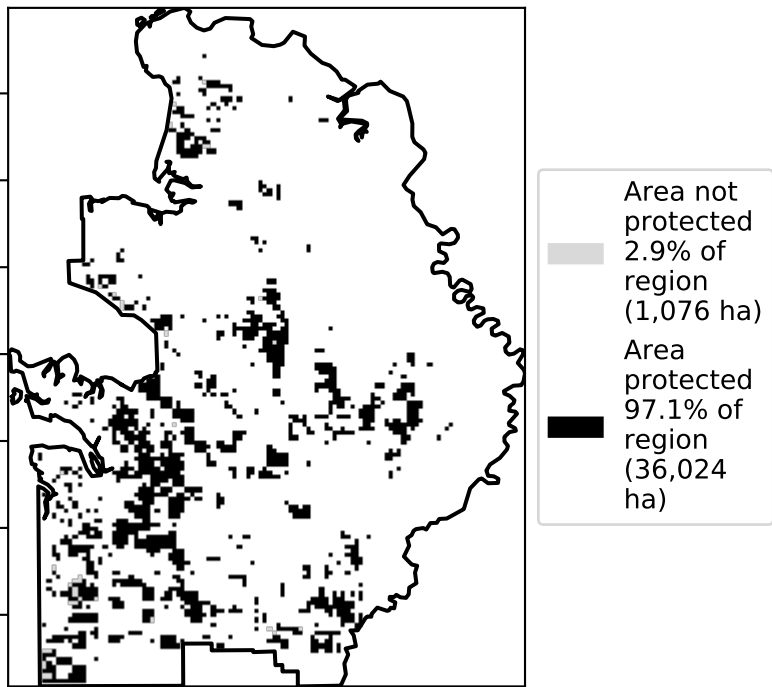 Area not
protected
2.9% of
region
(1,076 ha)
Area
protected
97.1% of
region
(36,024
ha)